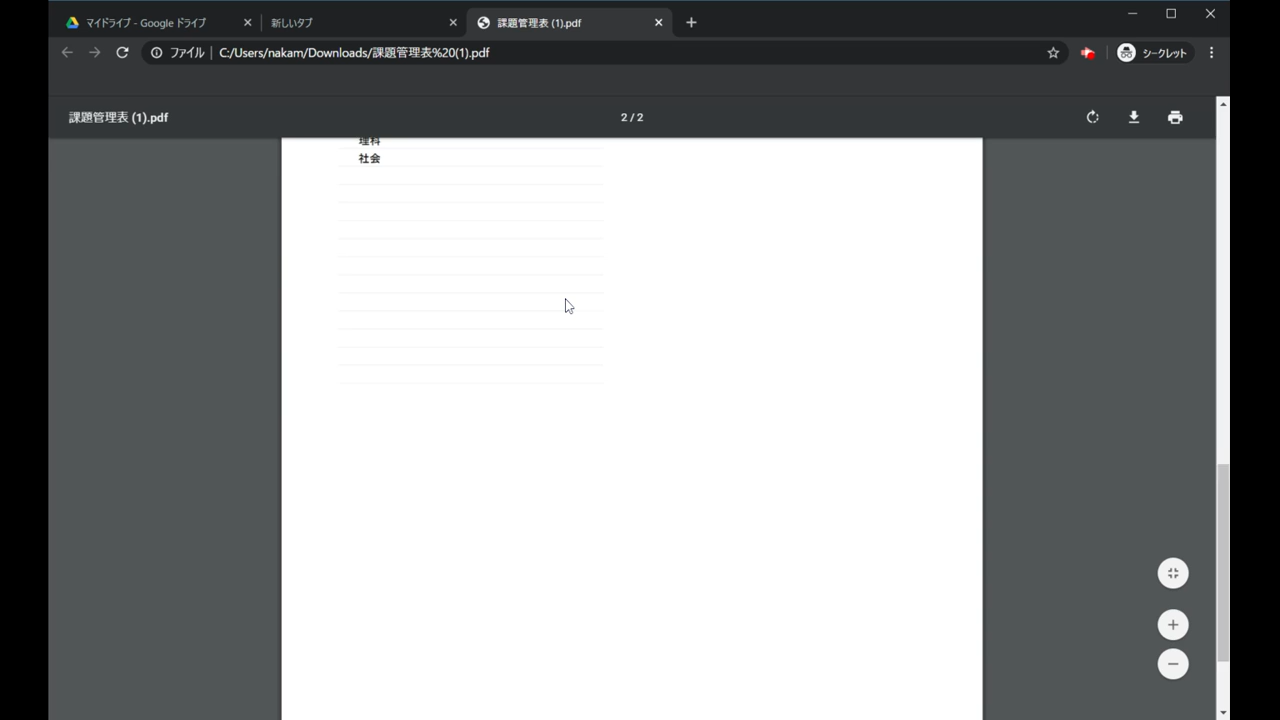 マイドライブ - Google ドライブ
新しいタブ
課題管理表 (1).pdf
ファイル | C:/Users/nakam/Downloads/課題管理表%20(1).pdf
シークレット
課題管理表 (1).pdf
2 / 2
理科
社会